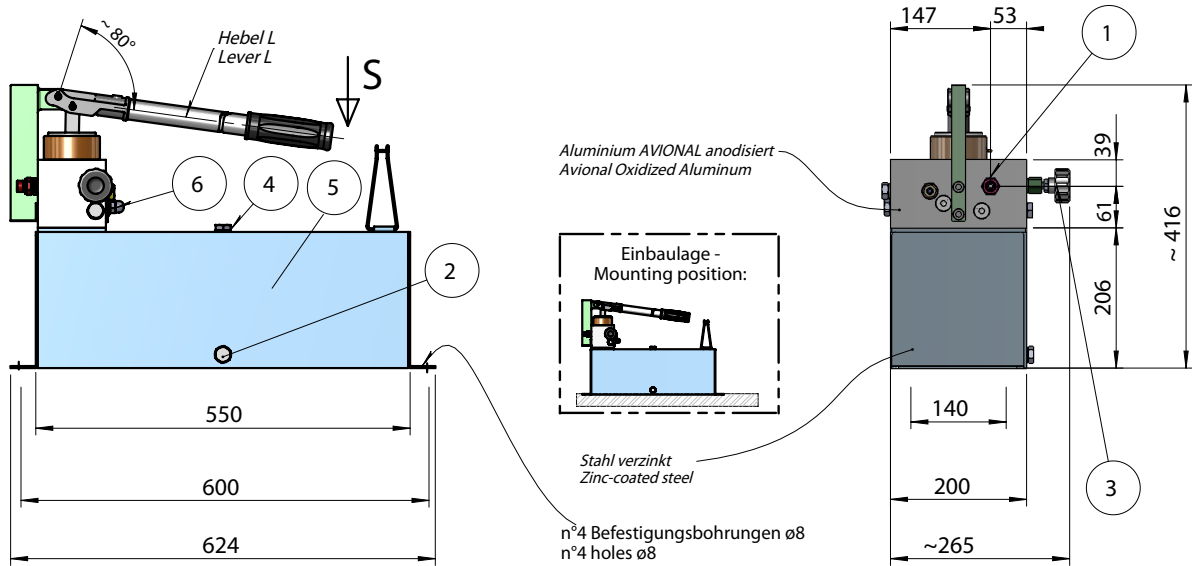 ~ 80°
Hebel L
Lever L
S
6
4
5
2
550
600
624
Aluminium AVIONAL anodisiert
Avional Oxidized Aluminum
Einbaulage -
Mounting position:
Stahl verzinkt
Zinc-coated steel
n°4 Befestigungsbohrungen ø8
n°4 holes ø8
147
53
1
39
61
~ 416
206
140
3
200
~265